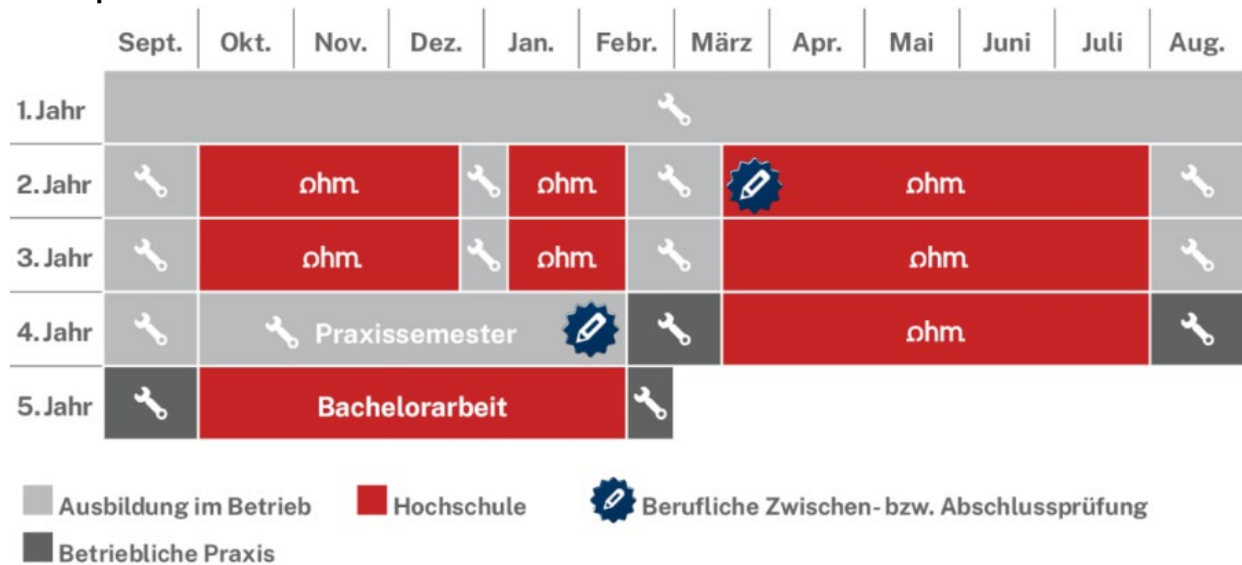 Sept. Okt. Nov. Dez. Jan. Febr. März Apr. Mai Juni Juli Aug.
1. Jahr
2. Jahr ohm ohm ohm
3. Jahr ohm ohm ohm
4. Jahr Praxissemester ohm
5. Jahr Bachelorarbeit
Ausbildung im Betrieb Hochschule Berufliche Zwischen- bzw. Abschlussprüfung
Betriebliche Praxis